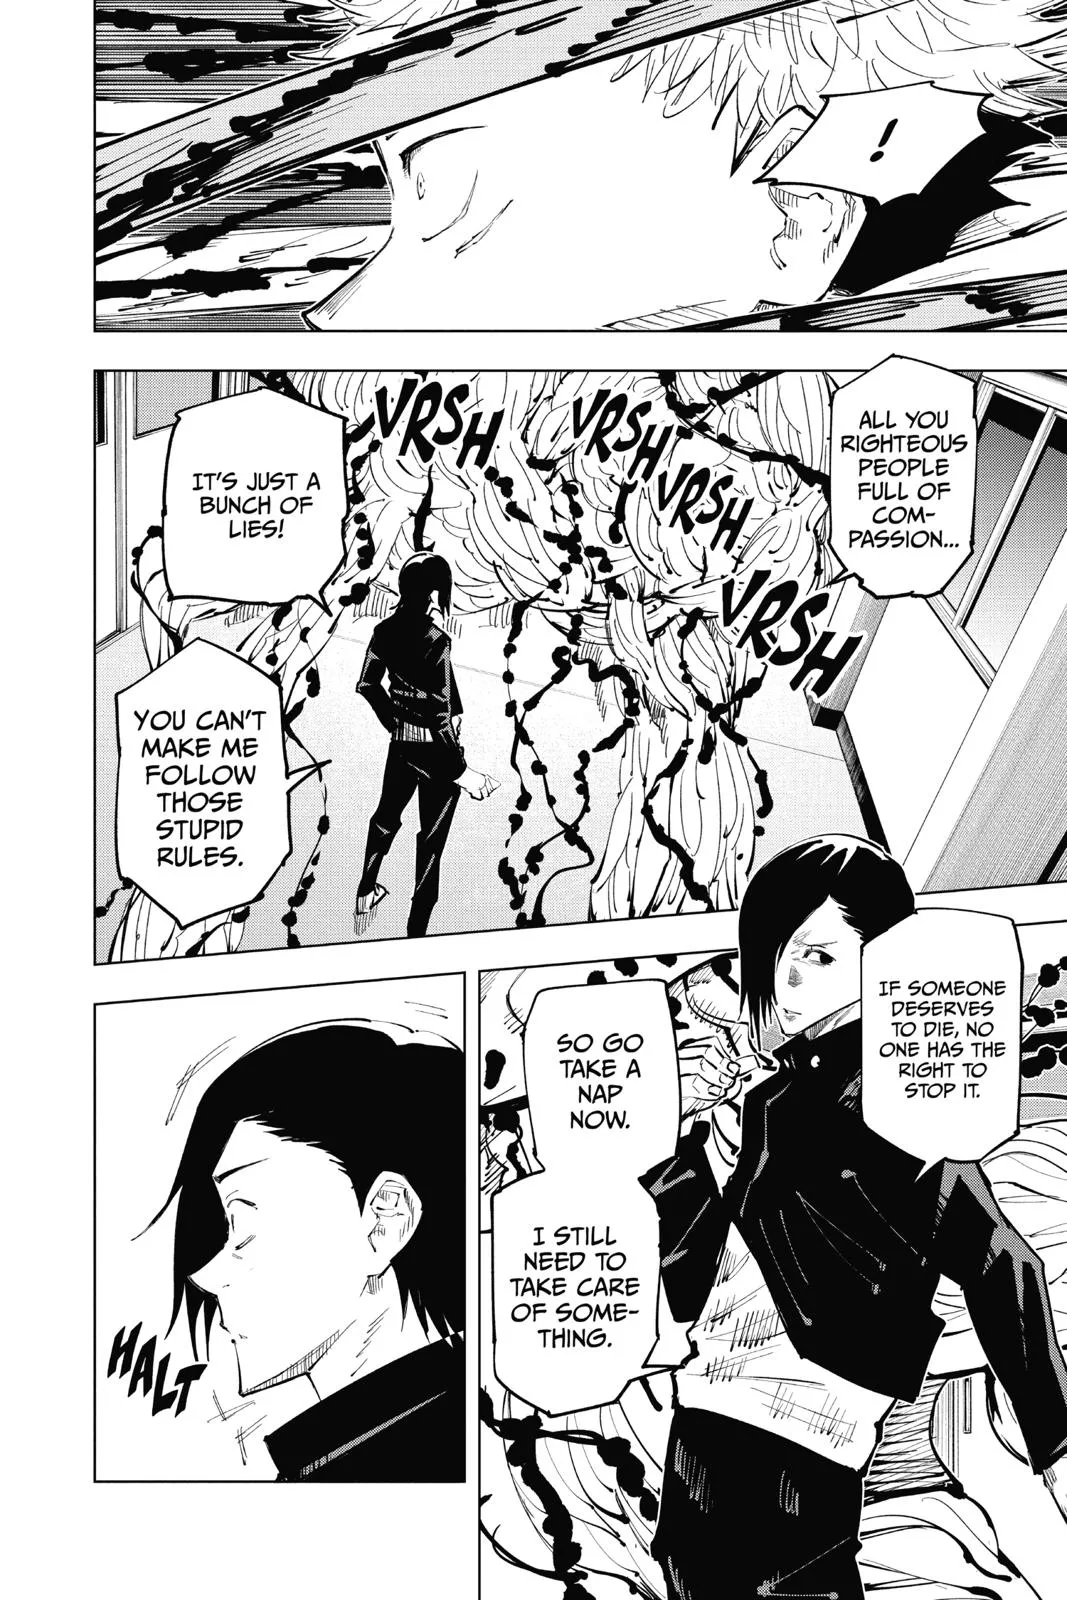 !
ALL YOU
RIGHTEOUS
PEOPLE
FULL OF
COM-
PASSION...
VRSH
VRSH
VRSH
VRSH
IT'S JUST A
BUNCH OF
LIES!
YOU CAN'T
MAKE ME
FOLLOW
THOSE
STUPID
RULES.
IF SOMEONE
DESERVES
TO DIE, NO
ONE HAS THE
RIGHT TO
STOP IT.
SO GO
TAKE A
NAP
NOW.
I STILL
NEED TO
TAKE CARE
OF SOME-
THING.
HALT